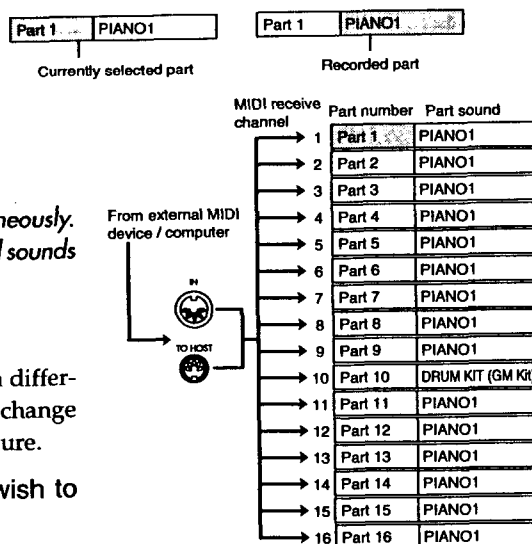 Part 1 PIANO1
Part 1 PIANO1
Currently selected part
Recorded part
MIDI receive
channel
Part number
Part sound
1 Part 1 PIANO1
2 Part 2 PIANO1
3 Part 3 PIANO1
neously.
4 Part 4 PIANO1
From external MIDI
device / computer
sounds
5 Part 5 PIANO1
6 Part 6 PIANO1
IN
7 Part 7 PIANO1
8 Part 8 PIANO1
TO HOST
9 Part 9 PIANO1
differ-
10 Part 10 DRUM KIT (GM Kit)
change
11 Part 11 PIANO1
ure.
12 Part 12 PIANO1
13 Part 13 PIANO1
wish to
14 Part 14 PIANO1
15 Part 15 PIANO1
16 Part 16 PIANO1